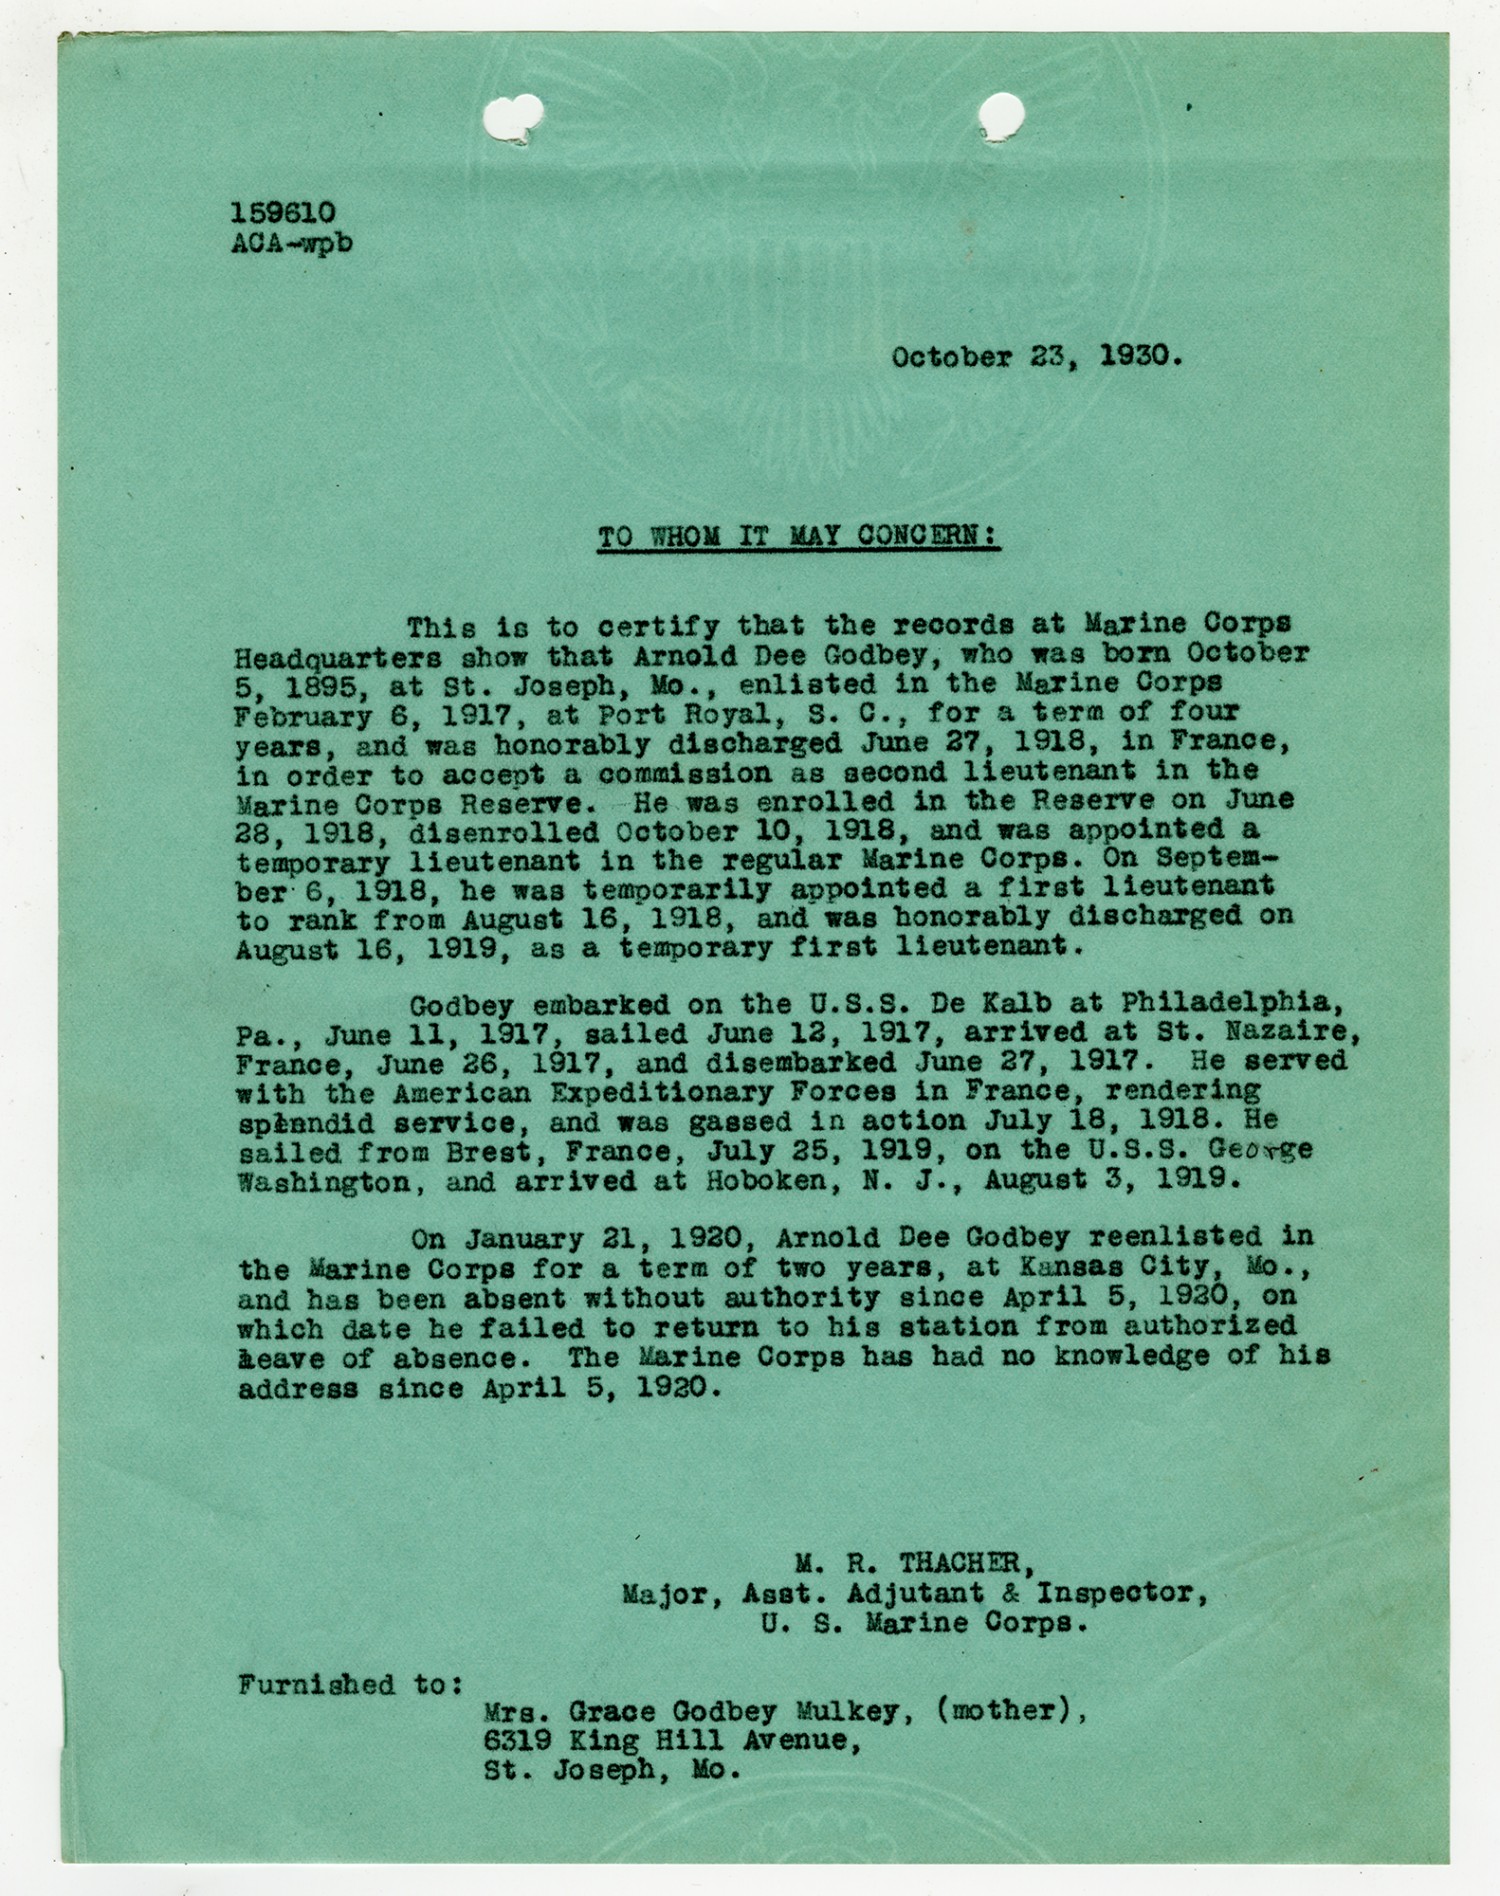 159610
ACA-wpb
October 23, 1930.
TO WHOM IT MAY CONCERN:
This is to certify that the records at Marine Corps
Headquarters show that Arnold Dee Godbey, who was born October
5, 1895, at St. Joseph, Mo., enlisted in the Marine Corps
February 6, 1917, at Port Royal, S. C., for a term of four
years, and was honorably discharged June 27, 1918, in France,
in order to accept a commission as second lieutenant in the
Marine Corps Reserve. He was enrolled in the Reserve on June
28, 1918, disenrolled October 10, 1918, and was appointed a
temporary lieutenant in the regular Marine Corps. On Septem-
ber 6, 1918, he was temporarily appointed a first lieutenant
to rank from August 16, 1918, and was honorably discharged on
August 16, 1919, as a temporary first lieutenant.
Godbey embarked on the U.S.S. De Kalb at Philadelphia,
Pa., June 11, 1917, sailed June 12, 1917, arrived at St. Nazaire,
France, June 26, 1917, and disembarked June 27, 1917. He served
with the American Expeditionary Forces in France, rendering
splendid service, and was gassed in action July 18, 1918. He
sailed from Brest, France, July 25, 1919, on the U.S.S. George
Washington, and arrived at Hoboken, N. J., August 3, 1919.
On January 21, 1920, Arnold Dee Godbey reenlisted in
the Marine Corps for a term of two years, at Kansas City, Mo.,
and has been absent without authority since April 5, 1920, on
which date he failed to return to his station from authorized
leave of absence. The Marine Corps has had no knowledge of his
address since April 5, 1920.
M. R. THACHER,
Major, Asst. Adjutant & Inspector,
U. S. Marine Corps.
Furnished to:
Mrs. Grace Godbey Mulkey, (mother),
6319 King Hill Avenue,
St. Joseph, Mo.